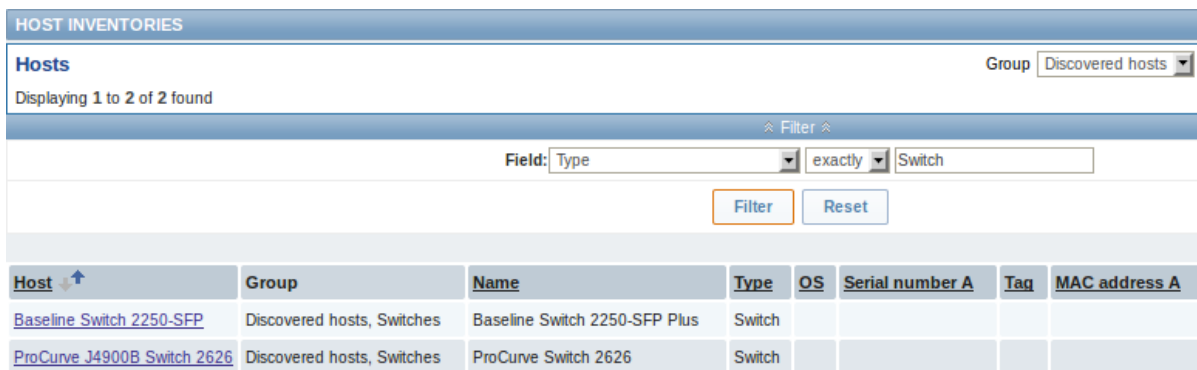 HOST INVENTORIES
Hosts Group Discovered hosts
Displaying 1 to 2 of 2 found
Filter
Field: Type exactly Switch
Filter Reset
Host Group Name Type OS Serial number A Tag MAC address A
Baseline Switch 2250-SFP Discovered hosts, Switches Baseline Switch 2250-SFP Plus Switch
ProCurve J4900B Switch 2626 Discovered hosts, Switches ProCurve Switch 2626 Switch